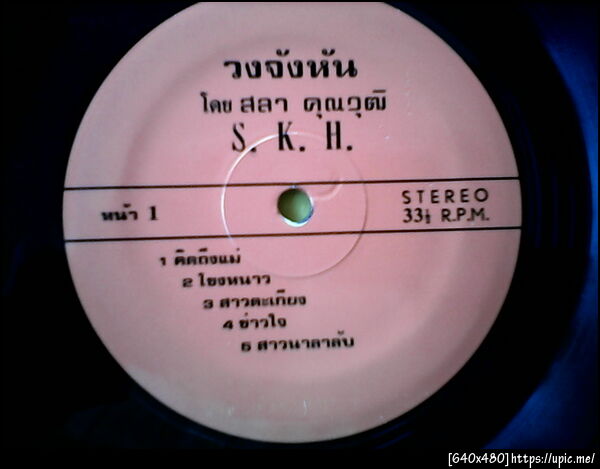 วงจังหัน
โดย สลา คุณวุฒิ
S. K. H.
หน้า 1
STEREO
33⅓ R.P.M.
1 คิดถึงแม่
2 โขงหนาว
3 สาวตะเกียง
4 ข่าวใจ
5 สาวนาลาลับ
[640x480]https://upic.me/